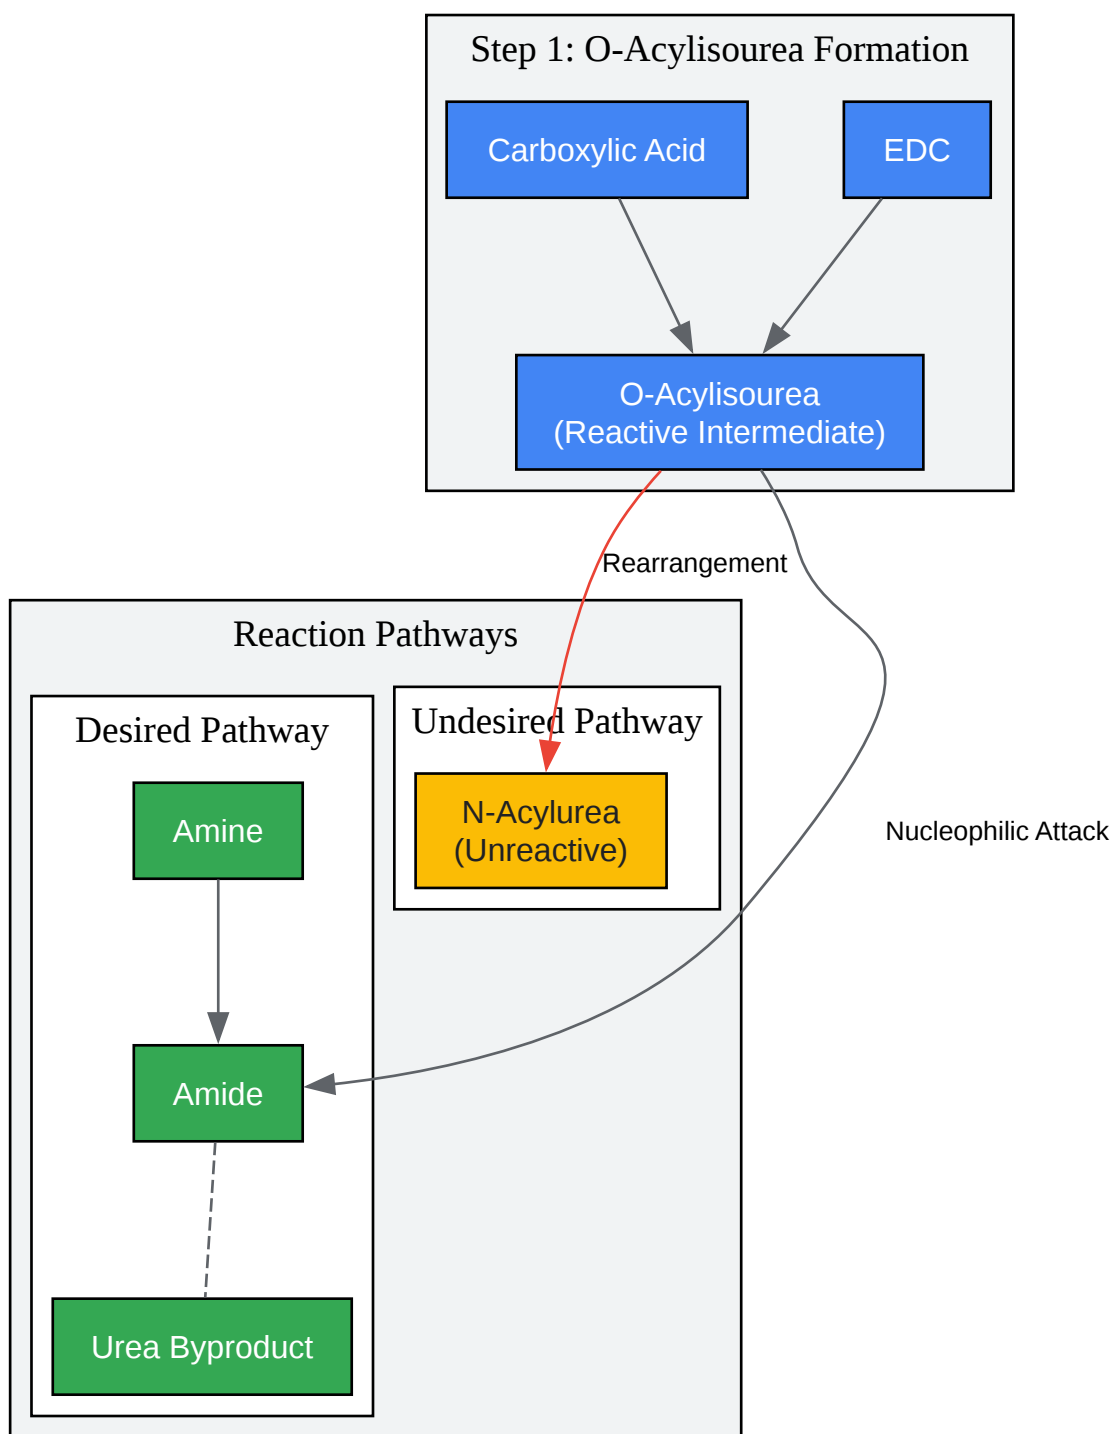 Step 1: O-Acylisourea Formation
Carboxylic Acid
EDC
O-Acylisourea
(Reactive Intermediate)
Rearrangement
Reaction Pathways
Desired Pathway
Undesired Pathway
Amine
N-Acylurea
(Unreactive)
Nucleophilic Attack
Amide
Urea Byproduct